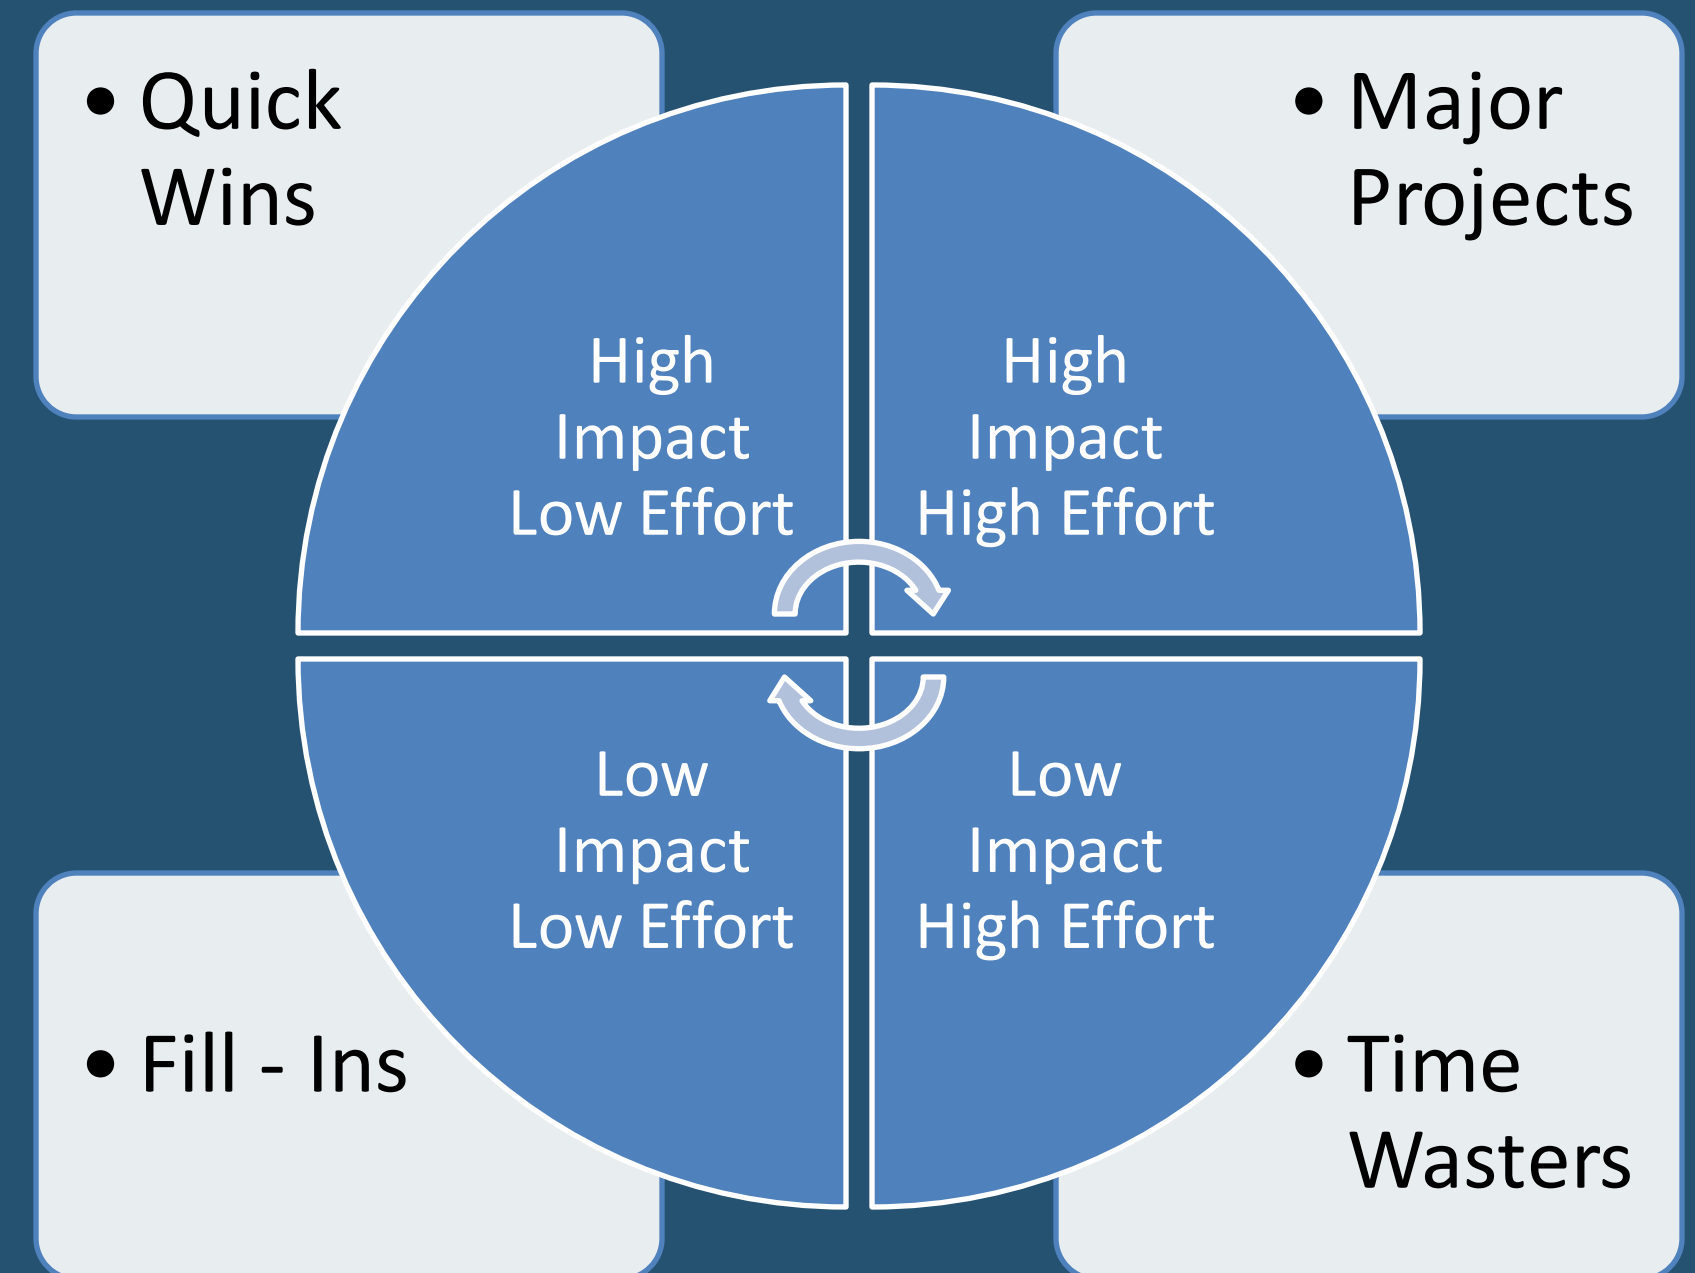 • Quick
Wins
• Major
Projects
High
Impact
Low Effort
High
Impact
High Effort
Low
Impact
Low Effort
Low
Impact
High Effort
• Fill - Ins
• Time
Wasters